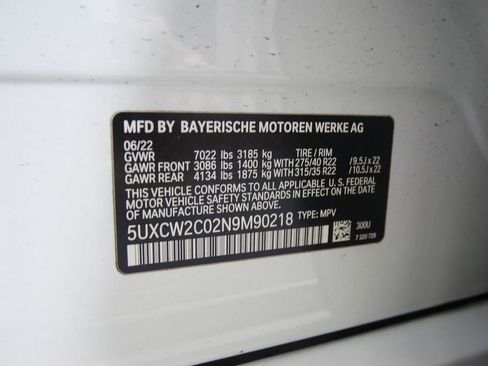 MFD BY BAYERISCHE MOTOREN WERKE AG
06/22
GVWR 7022 lbs 3185 kg TIRE / RIM
GAWR FRONT 3086 lbs 1400 kg WITH 275/40 R22 / 9.5J x 22
GAWR REAR 4134 lbs 1875 kg WITH 315/35 R22 / 10.5J x 22
THIS VEHICLE CONFORMS TO ALL APPLICABLE U.S. FEDERAL
MOTOR VEHICLE SAFETY STANDARDS IN EFFECT ON THE
DATE OF MANUFACTURE SHOWN ABOVE.
5UXCW2C02N9M90218 TYPE: MPV
300U
7 320 729